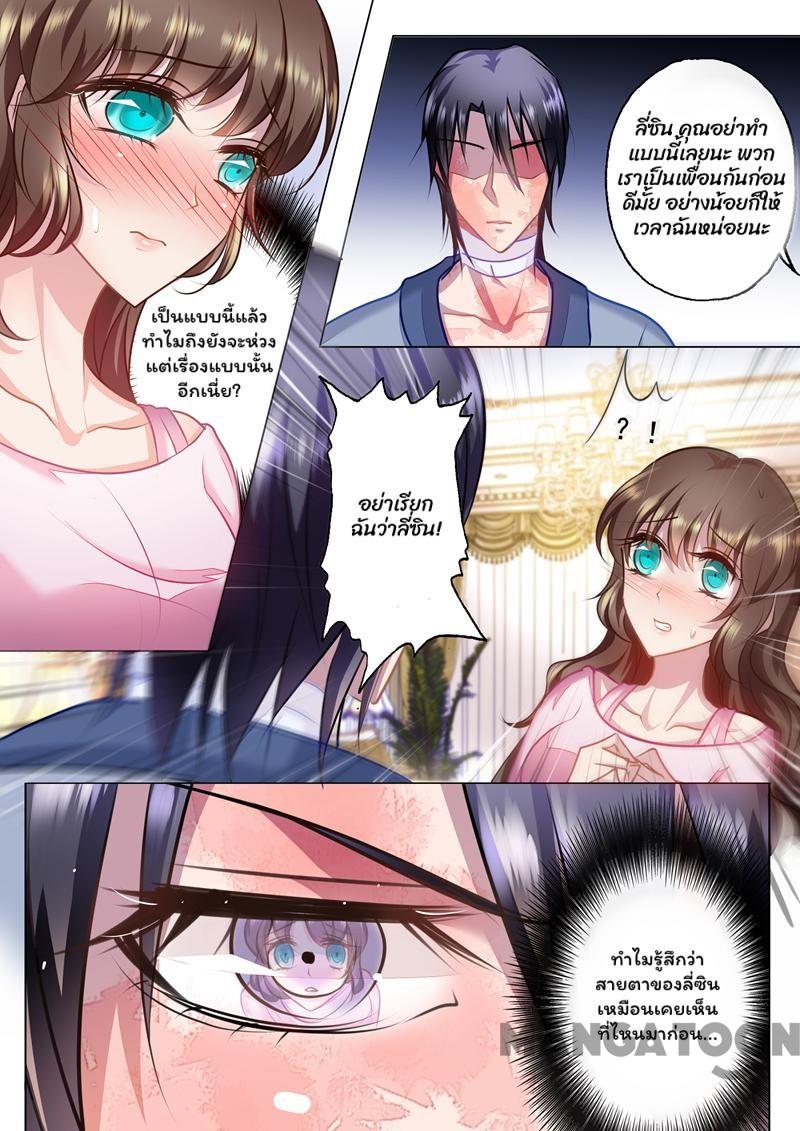 ลี่ซิน คุณอย่าทำ
แบบนี้เลยนะ พวก
เราเป็นเพื่อนกันก่อน
ดีมั้ย อย่างน้อยก็ให้
เวลาฉันหน่อยนะ
เป็นแบบนี้แล้ว
ทำไมถึงยังจะห่วง
แต่เรื่องแบบนั้น
อีกเนี่ย?
? !
อย่าเรียก
ฉันว่าลี่ซิน!
ทำไมรู้สึกว่า
สายตาของลี่ซิน
เหมือนเคยเห็น
ที่ไหนมาก่อน...
MANGATOON